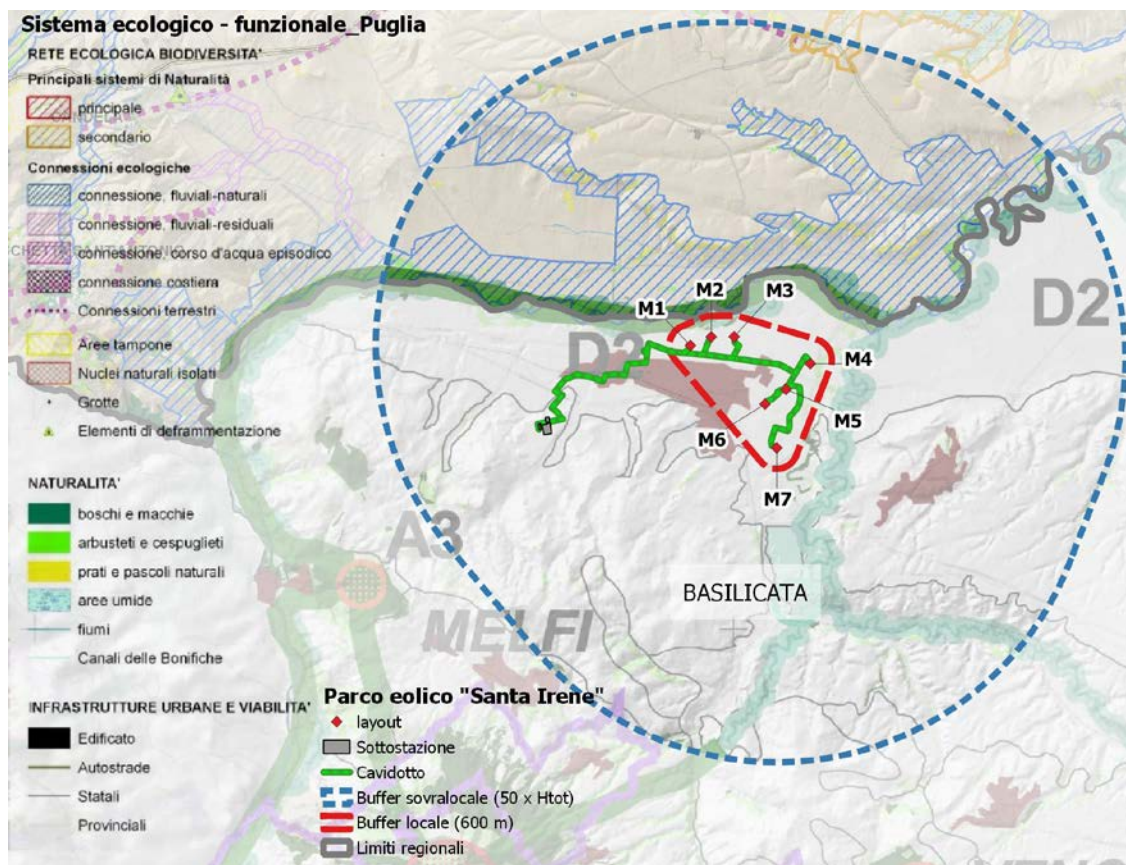 Sistema ecologico - funzionale_Puglia
RETE ECOLOGICA BIODIVERSITA'
Principali sistemi di Naturalità
principale
CANDELA
secondario
Connessioni ecologiche
connessione, fluviali-naturali
connessione, fluviali-residuali
connessione, corso d'acqua episodico
connessione costiera
Connessioni terrestri
Aree tampone
Nuclei naturali isolati
Grotte
Elementi di deframmentazione
NATURALITA'
boschi e macchie
arbusteti e cespuglieti
prati e pascoli naturali
aree umide
fiumi
Canali delle Bonifiche
INFRASTRUTTURE URBANE E VIABILITA'
Edificato
Autostrade
Statali
Provinciali
D2
M1
M2
M3
D2
M4
M5
M6
M7
A3
BASILICATA
MELFI
Parco eolico "Santa Irene"
layout
Sottostazione
Cavidotto
Buffer sovralocale (50 x Htot)
Buffer locale (600 m)
Limiti regionali